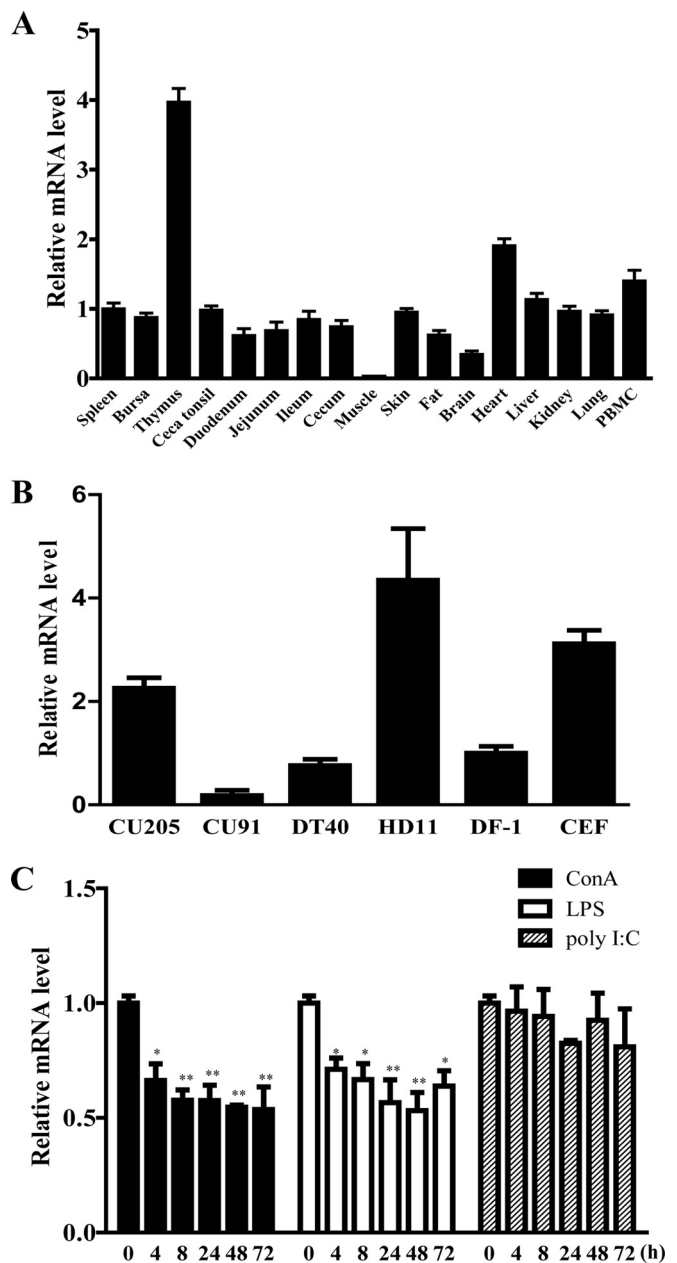 A
Relative mRNA level
5
4
3
2
1
0
Spleen
Bursa
Thymus
Ceca tonsil
Duodenum
Jejunum
Ileum
Cecum
Muscle
Skin
Fat
Brain
Heart
Liver
Kidney
Lung
PBMC
B
Relative mRNA level
6
4
2
0
CU205 CU91 DT40 HD11 DF-1 CEF
C
Relative mRNA level
1.5
1.0
0.5
0.0
ConA
LPS
poly I:C
* ** ** ** **
* * ** ** *
0 4 8 24 48 72 0 4 8 24 48 72 0 4 8 24 48 72 (h)